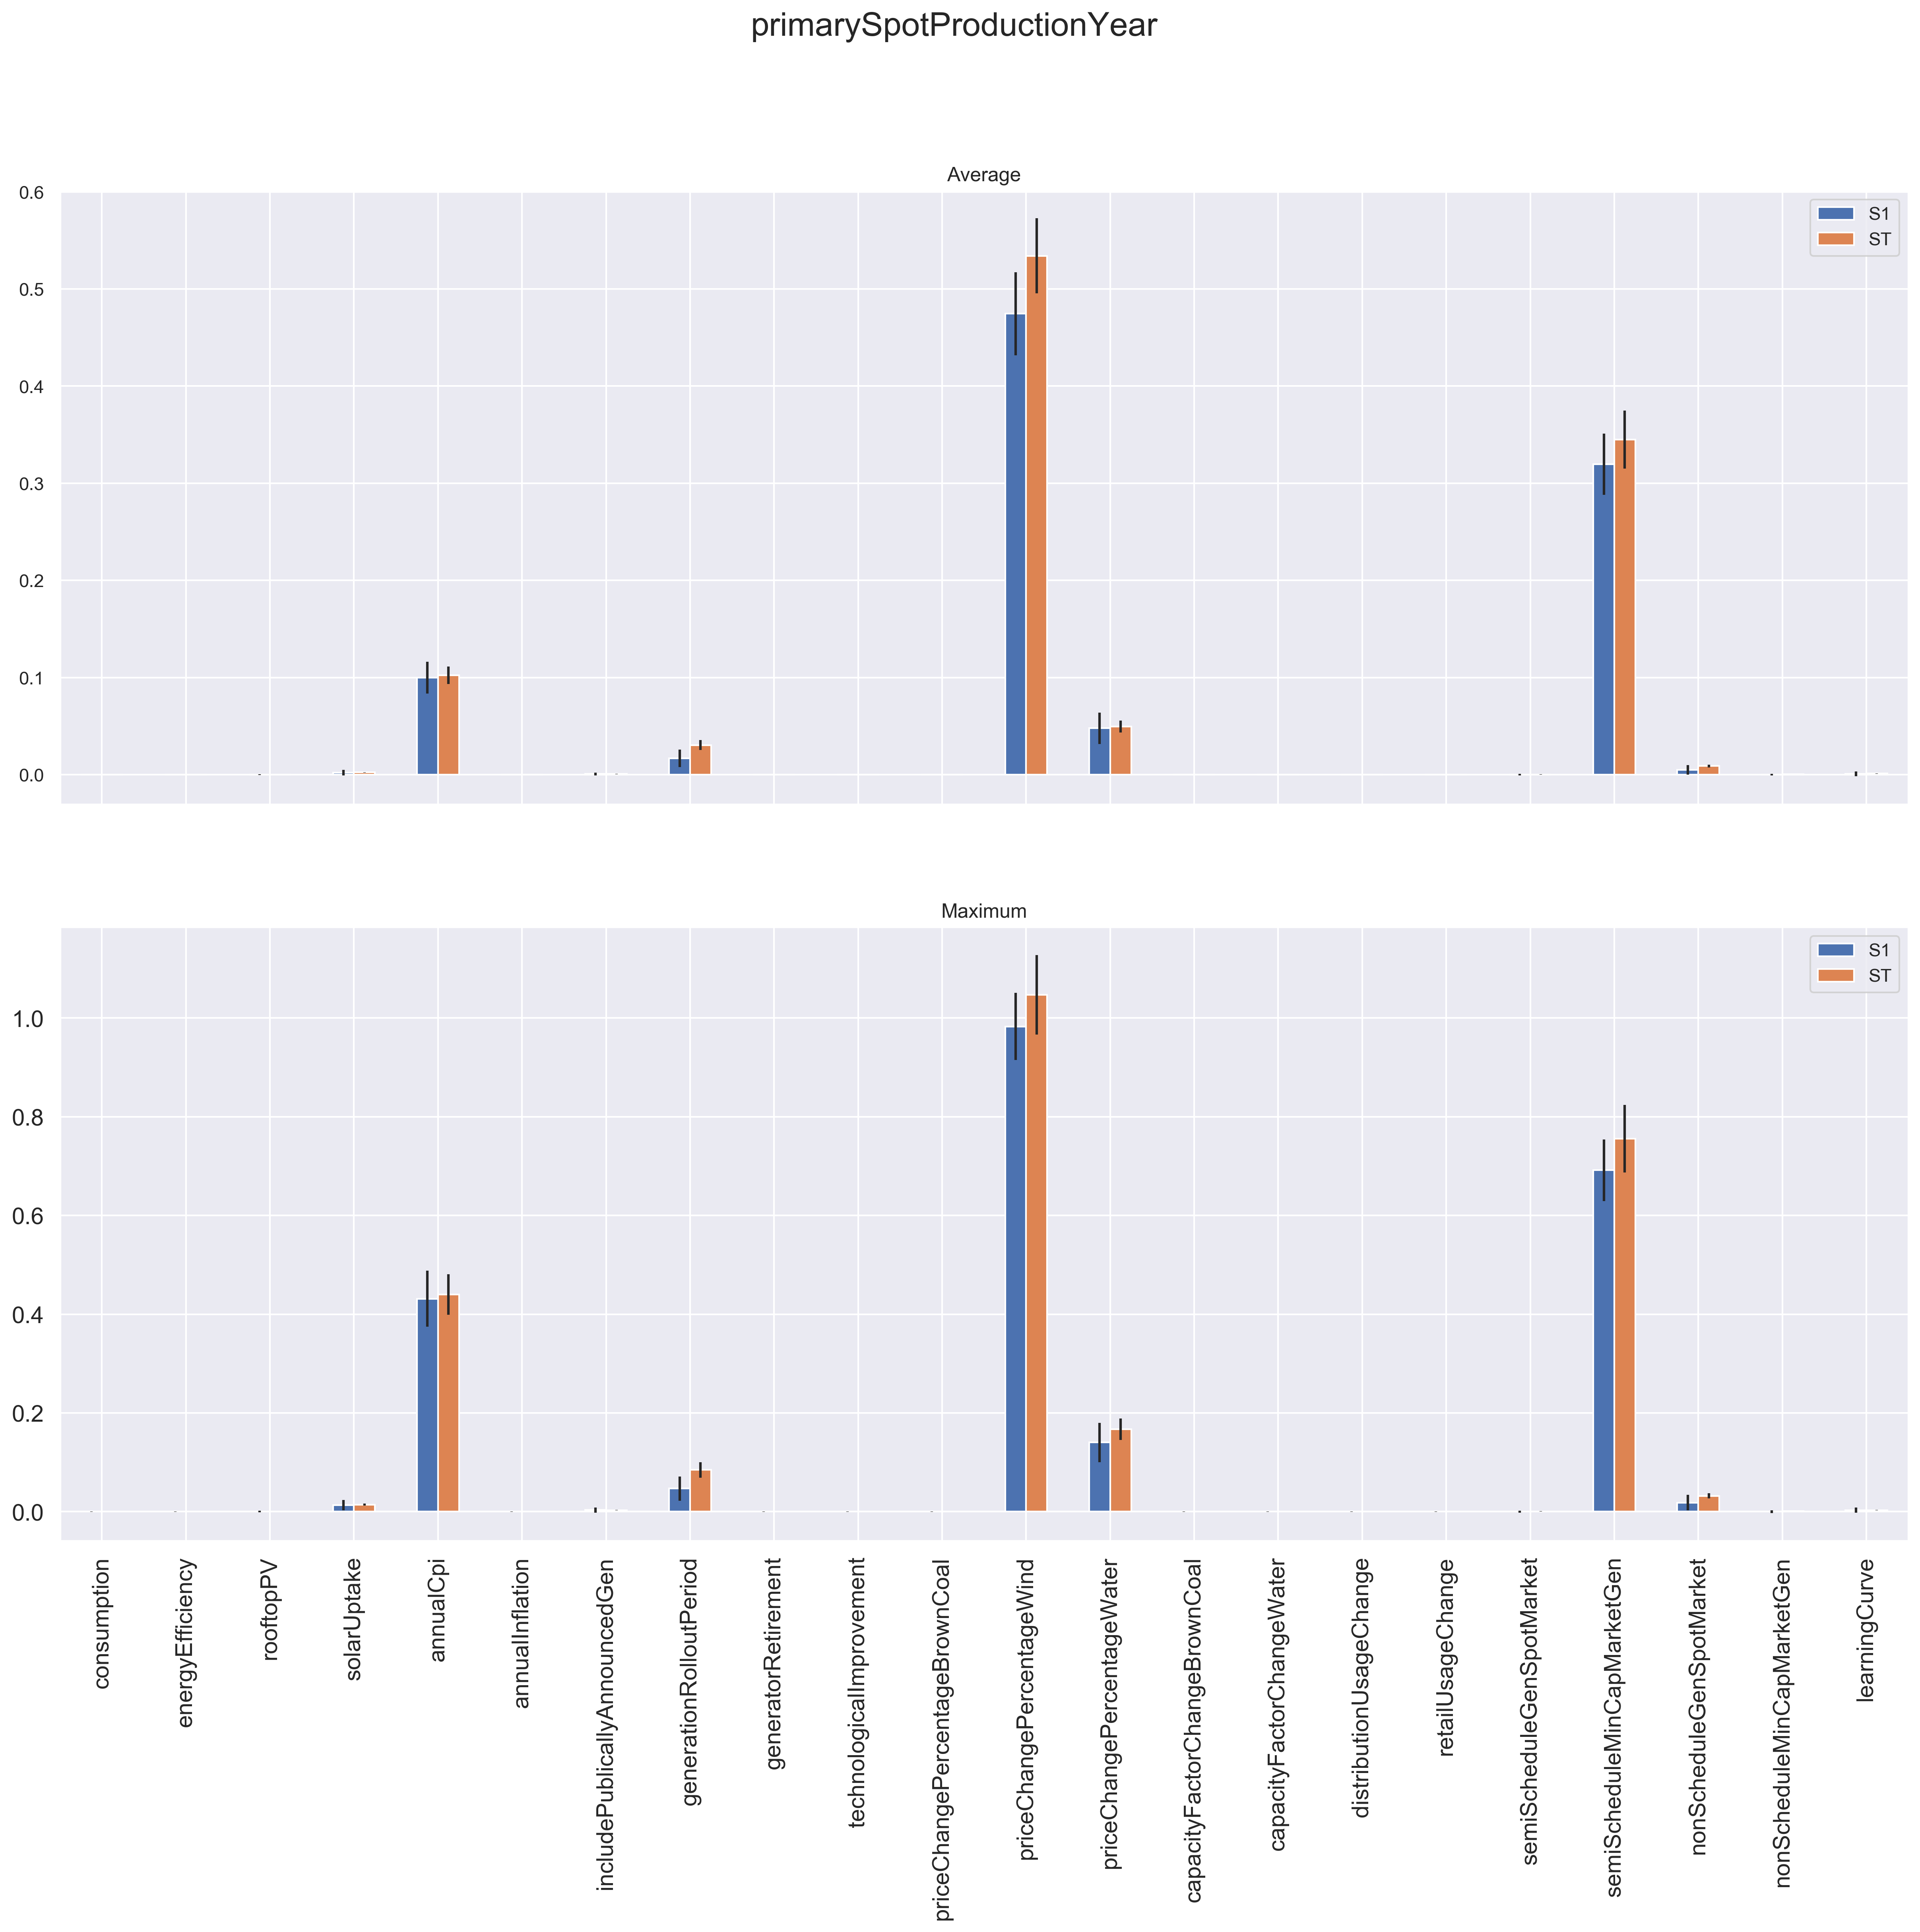 primarySpotProductionYear
Average
0.6
0.5
0.4
0.3
0.2
0.1
0.0
S1
ST
Maximum
1.0
0.8
0.6
0.4
0.2
0.0
S1
ST
consumption
energyEfficiency
rooftopPV
solarUptake
annualCpi
annualInflation
includePublicallyAnnouncedGen
generationRolloutPeriod
generatorRetirement
technologicalImprovement
priceChangePercentageBrownCoal
priceChangePercentageWind
priceChangePercentageWater
capacityFactorChangeBrownCoal
capacityFactorChangeWater
distributionUsageChange
retailUsageChange
semiScheduleGenSpotMarket
semiScheduleMinCapMarketGen
nonScheduleGenSpotMarket
nonScheduleMinCapMarketGen
learningCurve